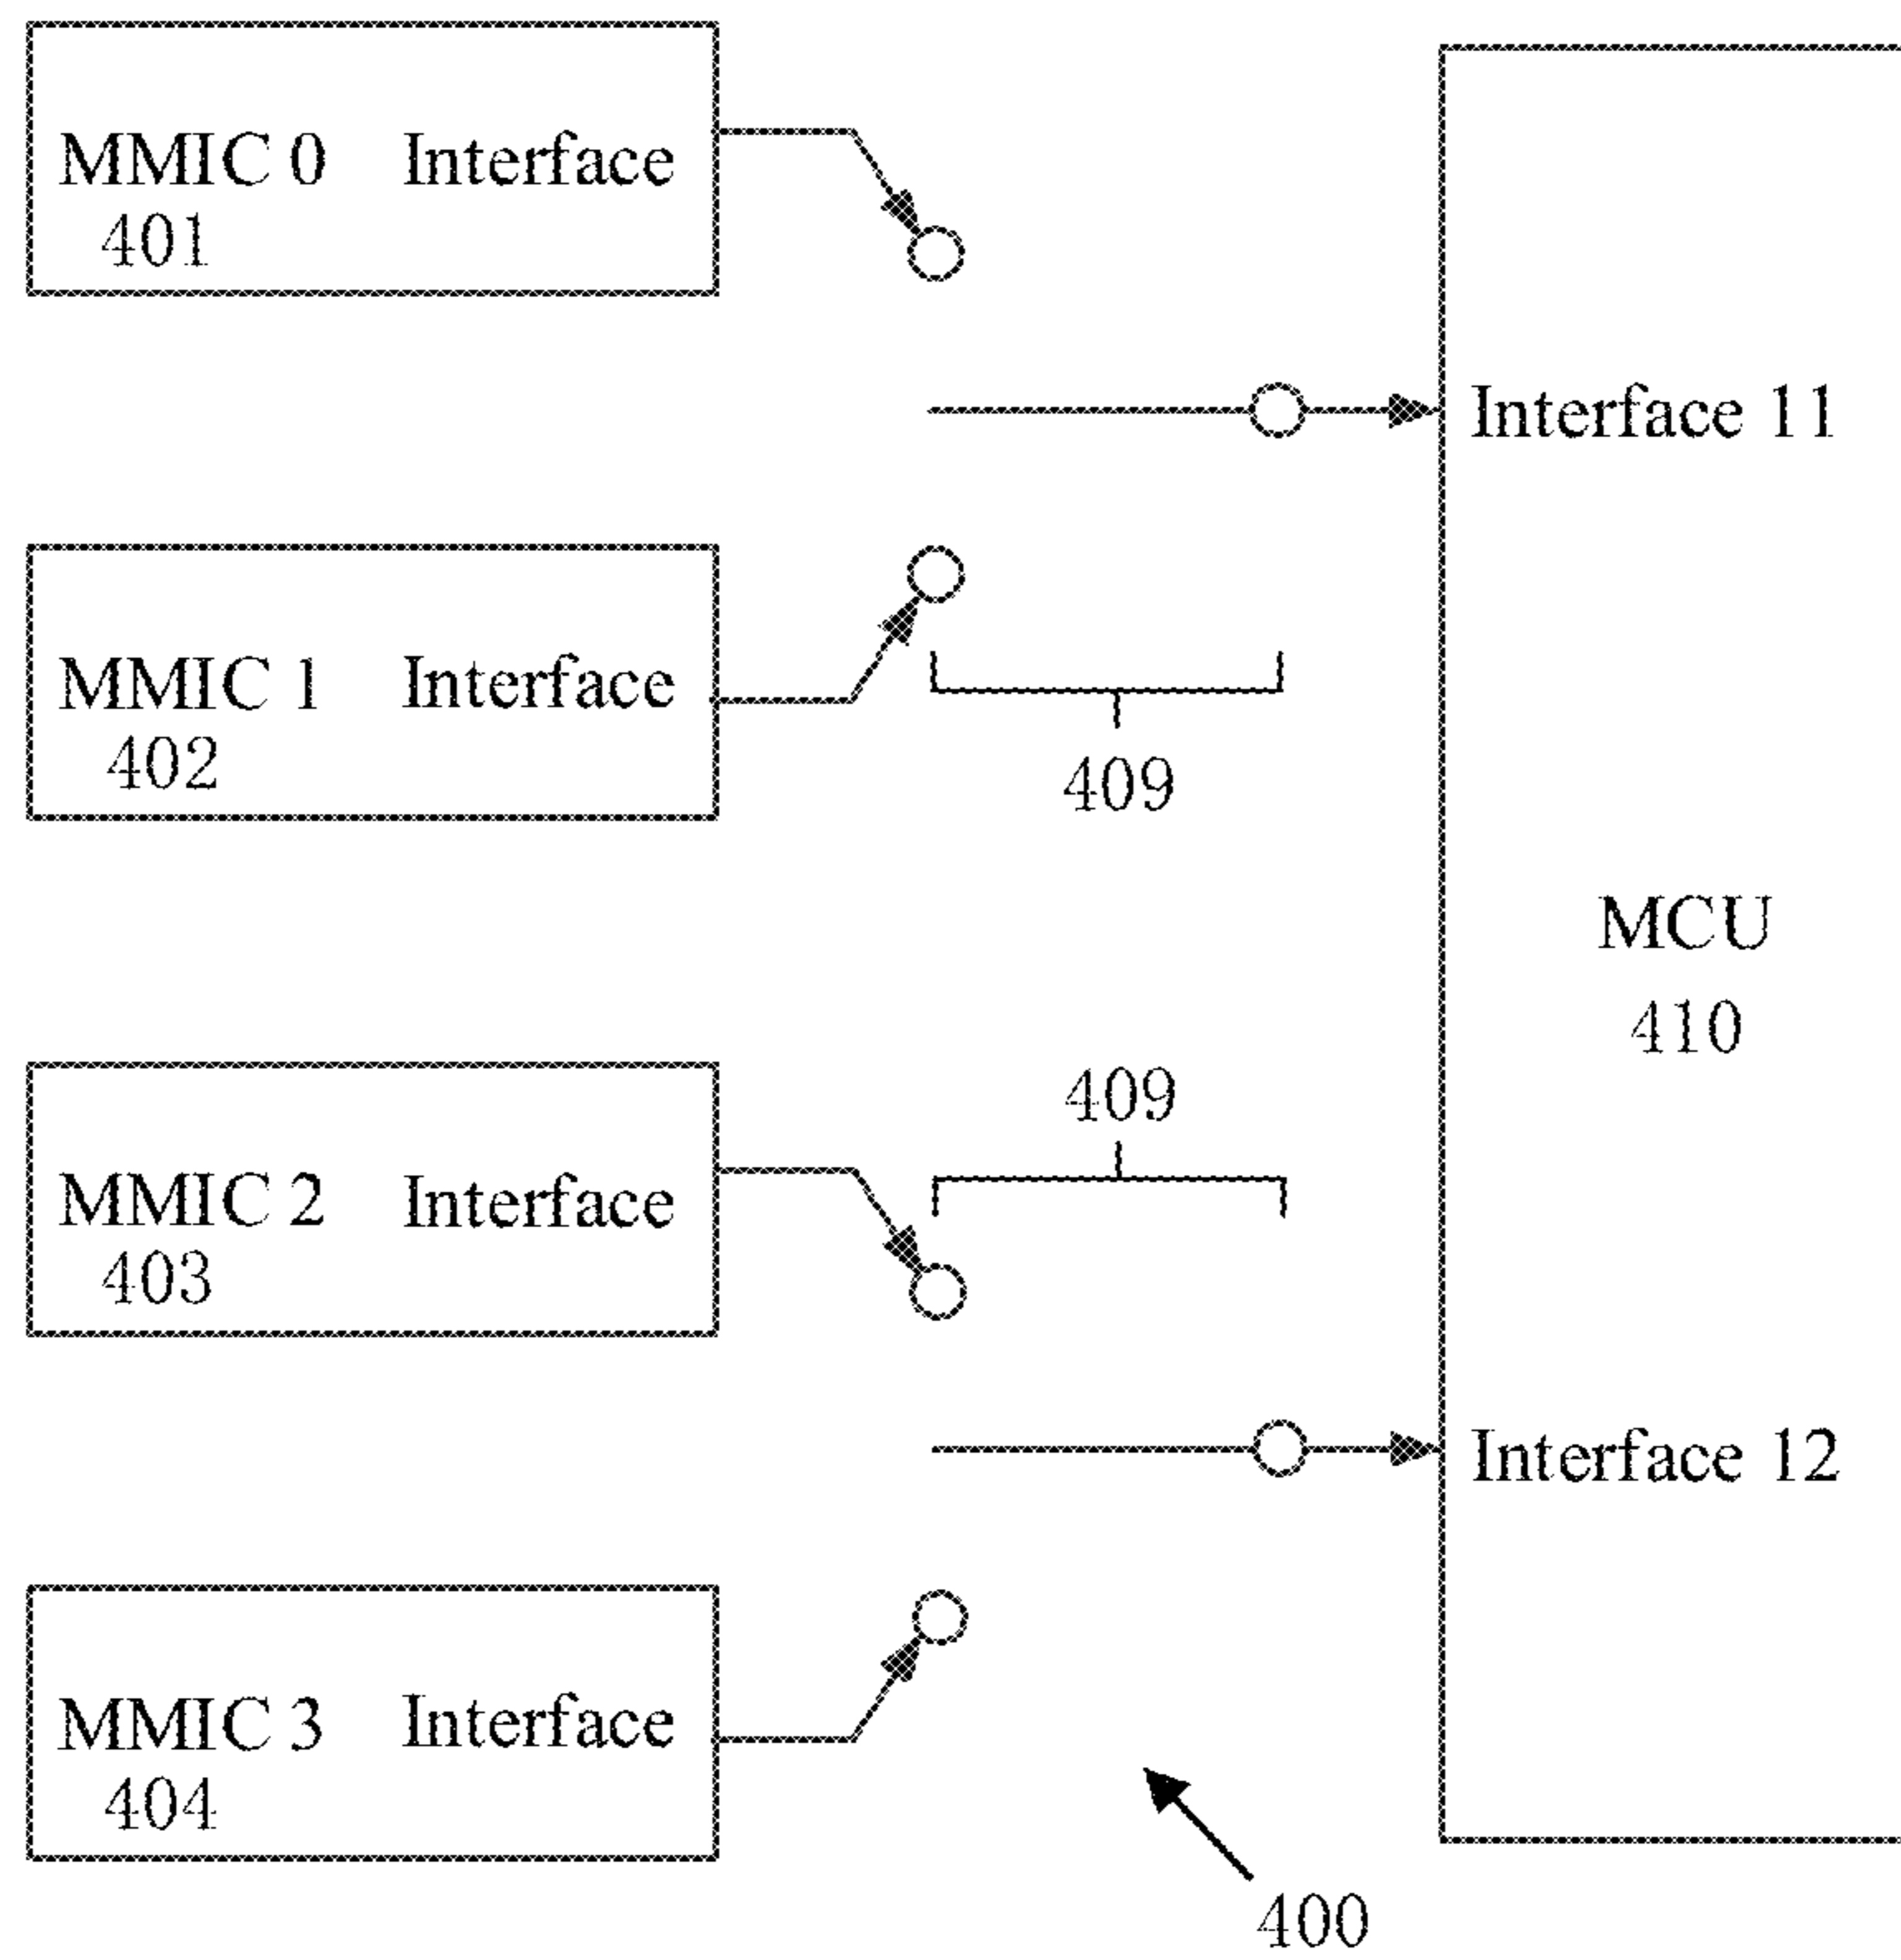 MMIC 0 Interface
401
Interface 11
MMIC 1 Interface
402
409
MCU
410
409
MMIC 2 Interface
403
Interface 12
MMIC 3 Interface
404
400